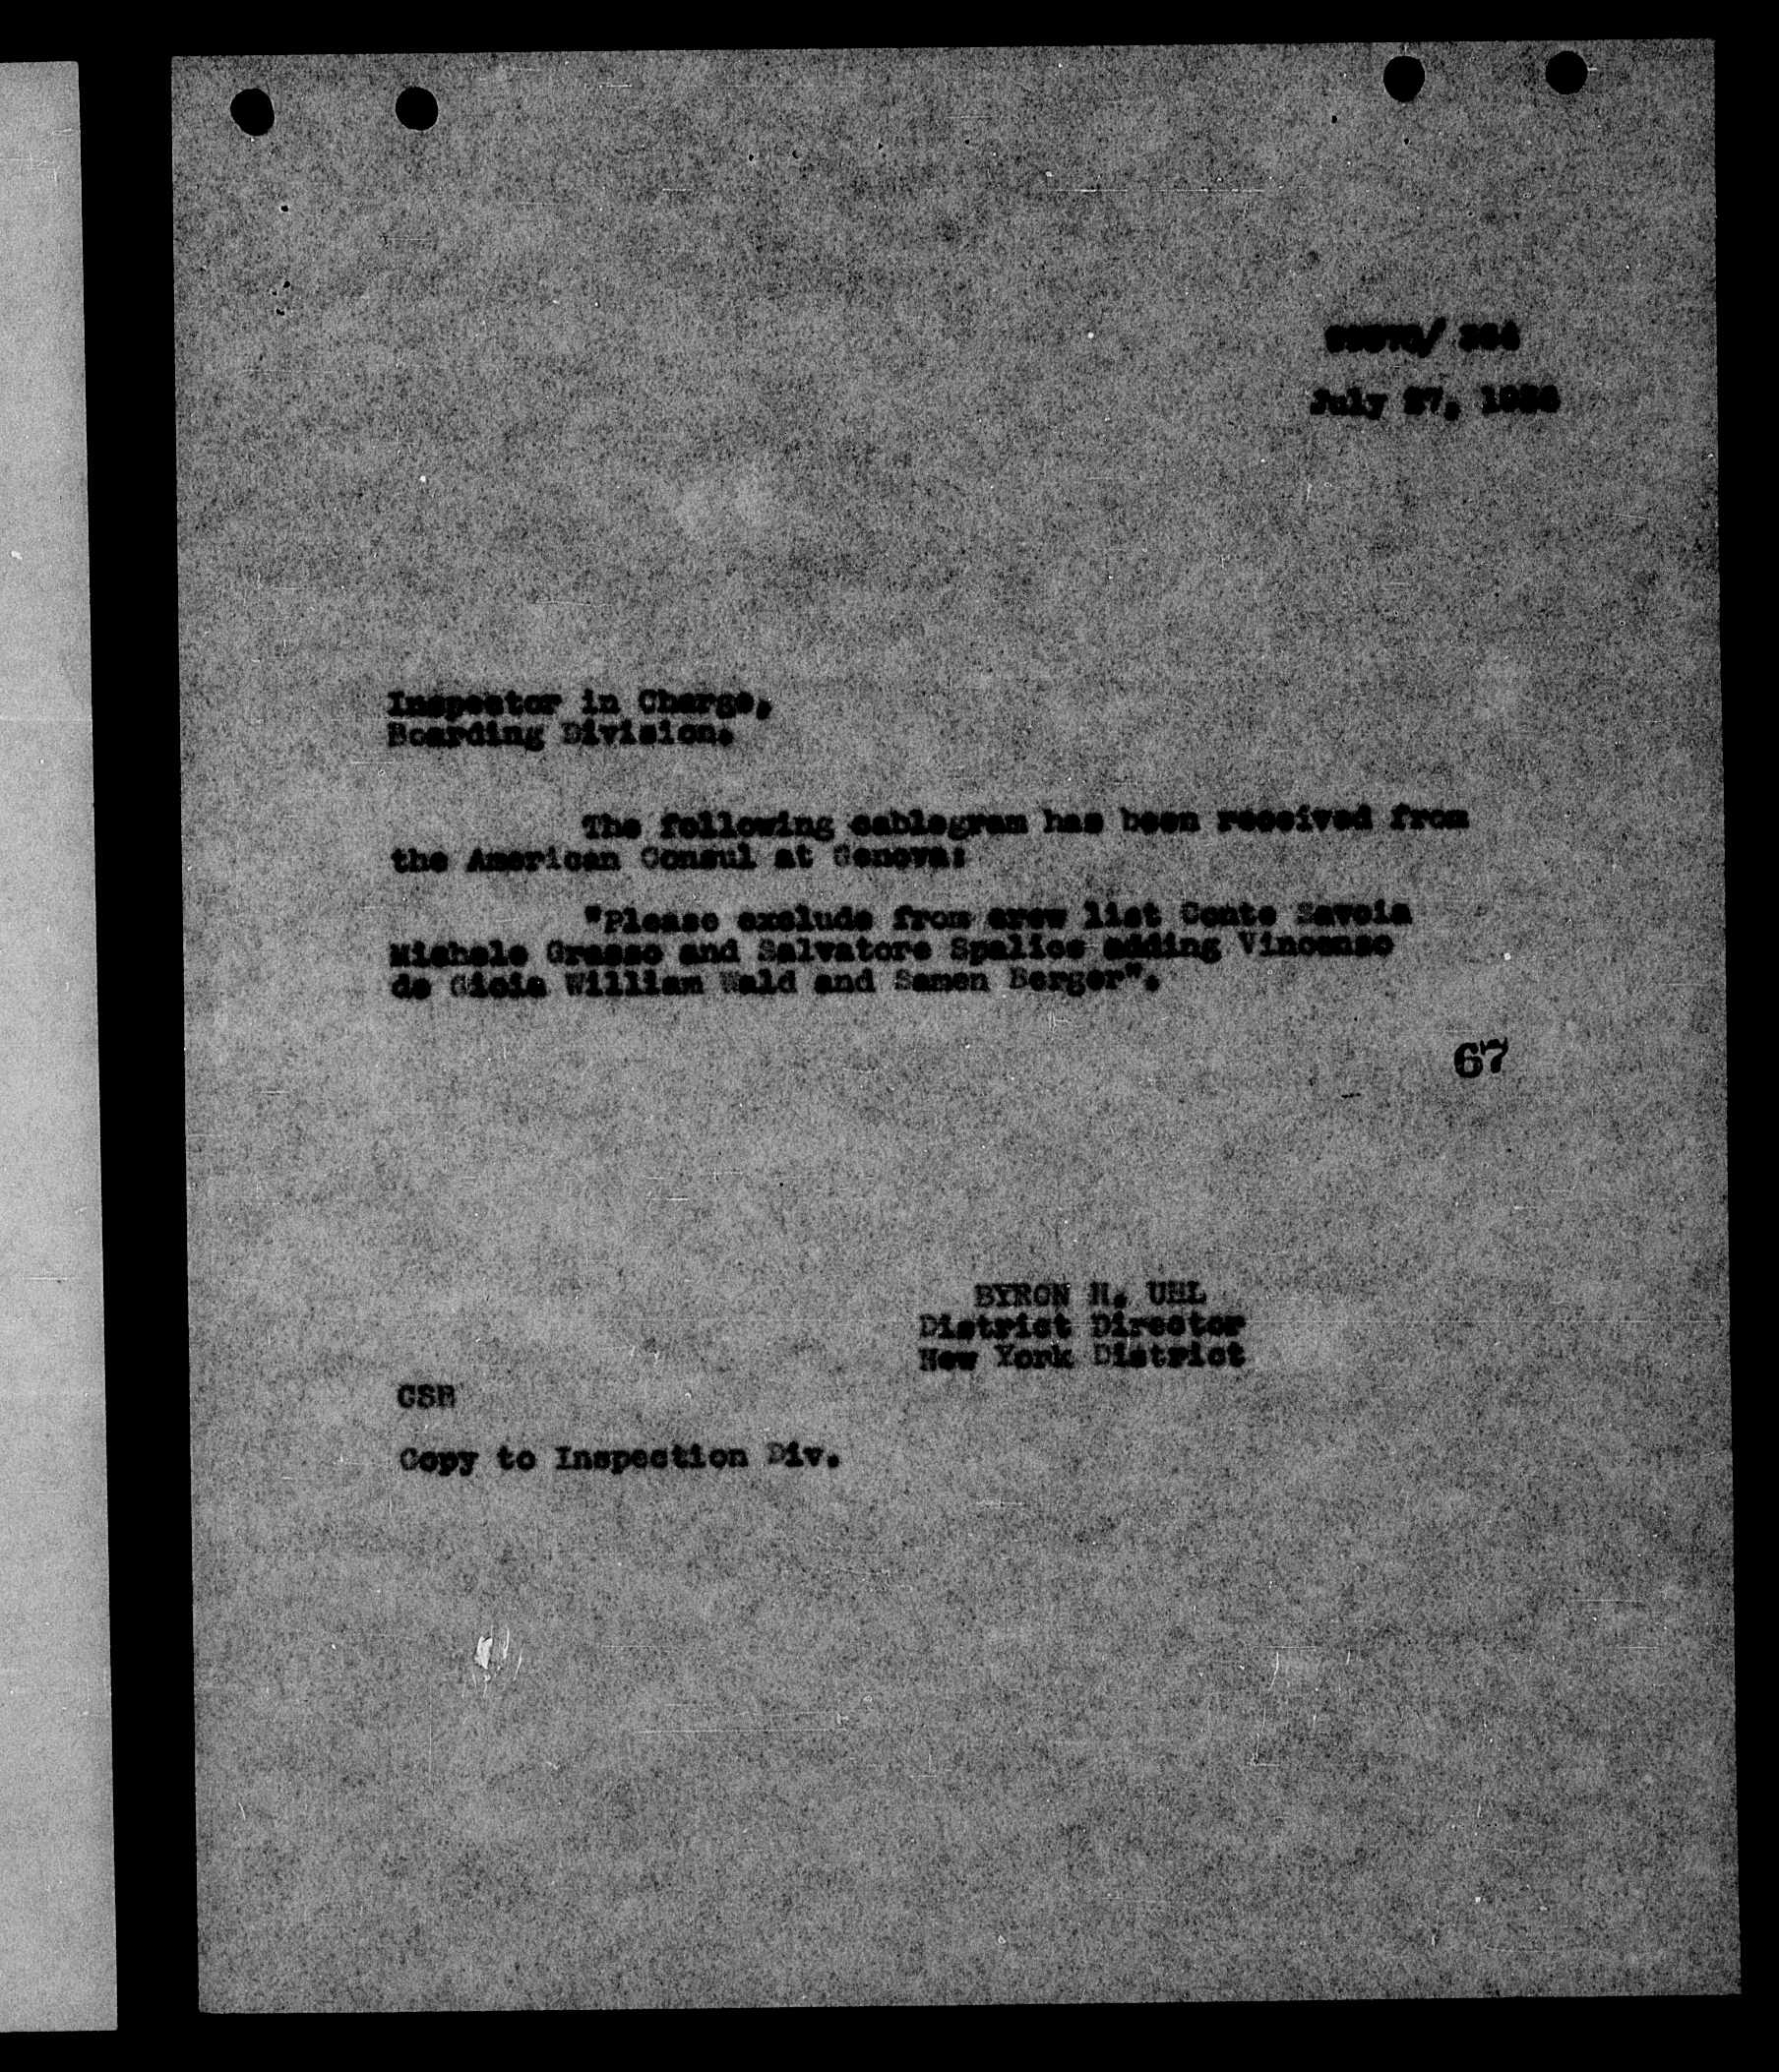 July 27, 1936
Inspector in Charge,
Boarding Division.
The following cablegram has been received from
the American Consul at Genova:
"Please exclude from crew list Conte Savoia
Michele Grasso and Salvatore Spalice adding Vincenzo
de Gioia William Wald and Samen Berger".
67
BYRON H. UHL
District Director
New York District
Copy to Inspection Div.